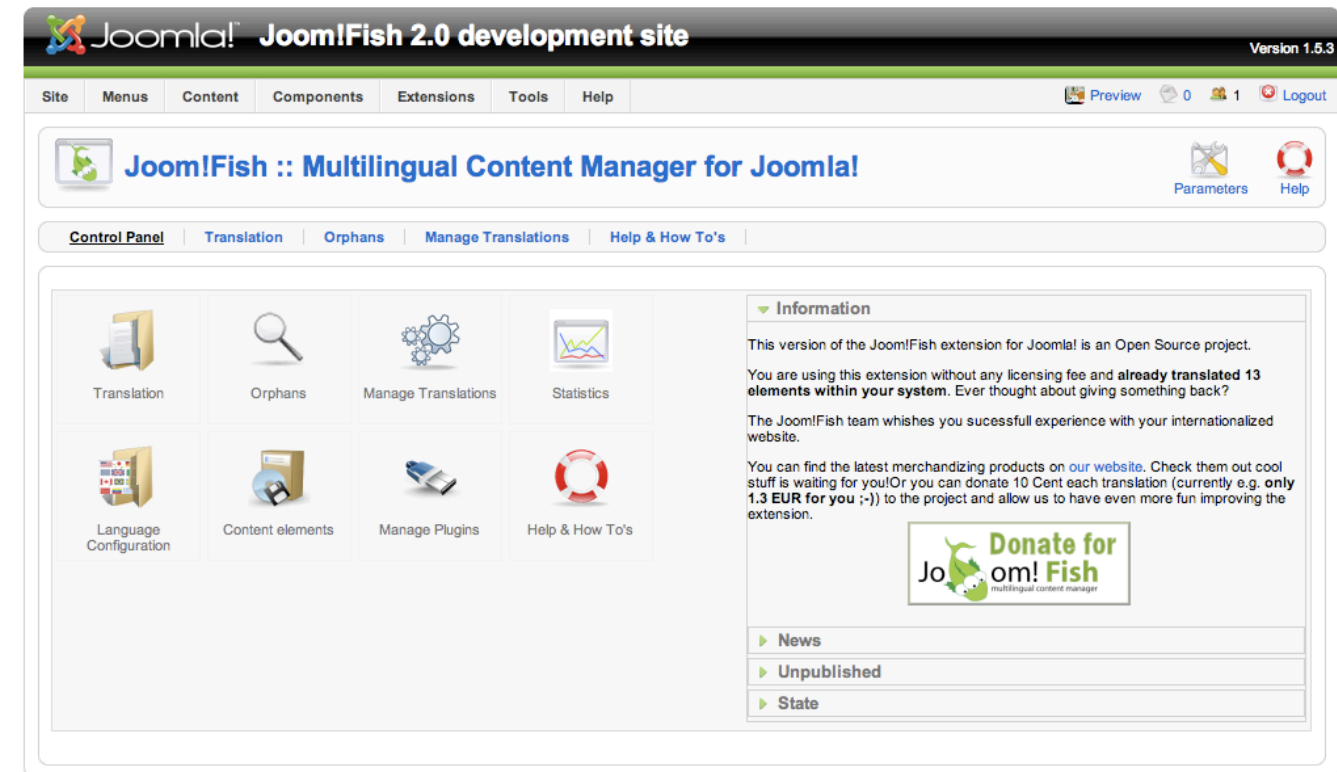 Joomla!™ Joom!Fish 2.0 development site
Version 1.5.3
Site Menus Content Components Extensions Tools Help Preview 0 1 Logout
Joom!Fish :: Multilingual Content Manager for Joomla!
Parameters Help
Control Panel Translation Orphans Manage Translations Help & How To's
Translation Orphans Manage Translations Statistics
Language Configuration
Content elements Manage Plugins Help & How To's
Information
This version of the Joom!Fish extension for Joomla! is an Open Source project.
You are using this extension without any licensing fee and already translated 13
elements within your system. Ever thought about giving something back?
The Joom!Fish team whishes you sucessfull experience with your internationalized
website.
You can find the latest merchandizing products on our website. Check them out cool
stuff is waiting for you!Or you can donate 10 Cent each translation (currently e.g. only
1.3 EUR for you ;-)) to the project and allow us to have even more fun improving the
extension.
Donate for
Joom! Fish
multilingual content manager
News
Unpublished
State